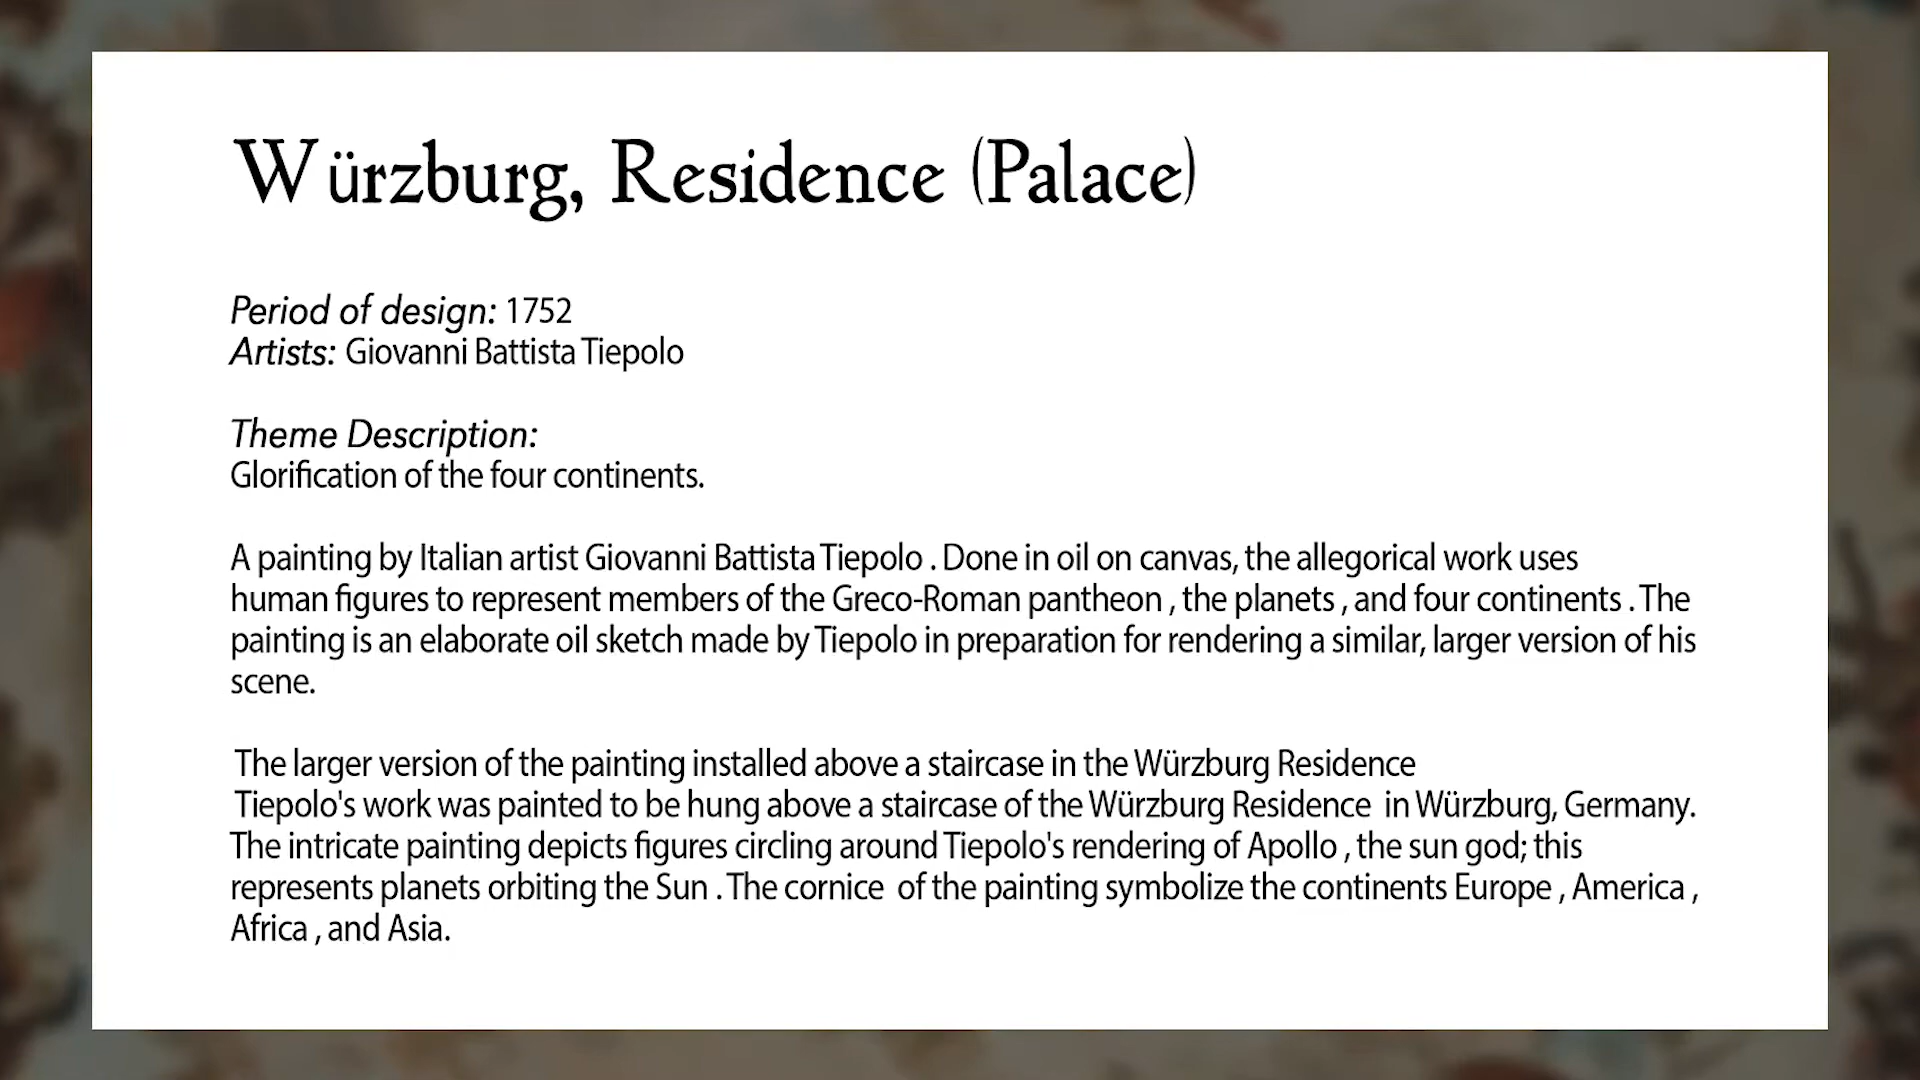 Würzburg, Residence (Palace)
Period of design: 1752
Artists: Giovanni Battista Tiepolo
Theme Description:
Glorification of the four continents.
A painting by Italian artist Giovanni Battista Tiepolo . Done in oil on canvas, the allegorical work uses
human figures to represent members of the Greco-Roman pantheon , the planets , and four continents . The
painting is an elaborate oil sketch made by Tiepolo in preparation for rendering a similar, larger version of his
scene.
The larger version of the painting installed above a staircase in the Würzburg Residence
Tiepolo's work was painted to be hung above a staircase of the Würzburg Residence  in Würzburg, Germany.
The intricate painting depicts figures circling around Tiepolo's rendering of Apollo , the sun god; this
represents planets orbiting the Sun . The cornice  of the painting symbolize the continents Europe , America ,
Africa , and Asia.